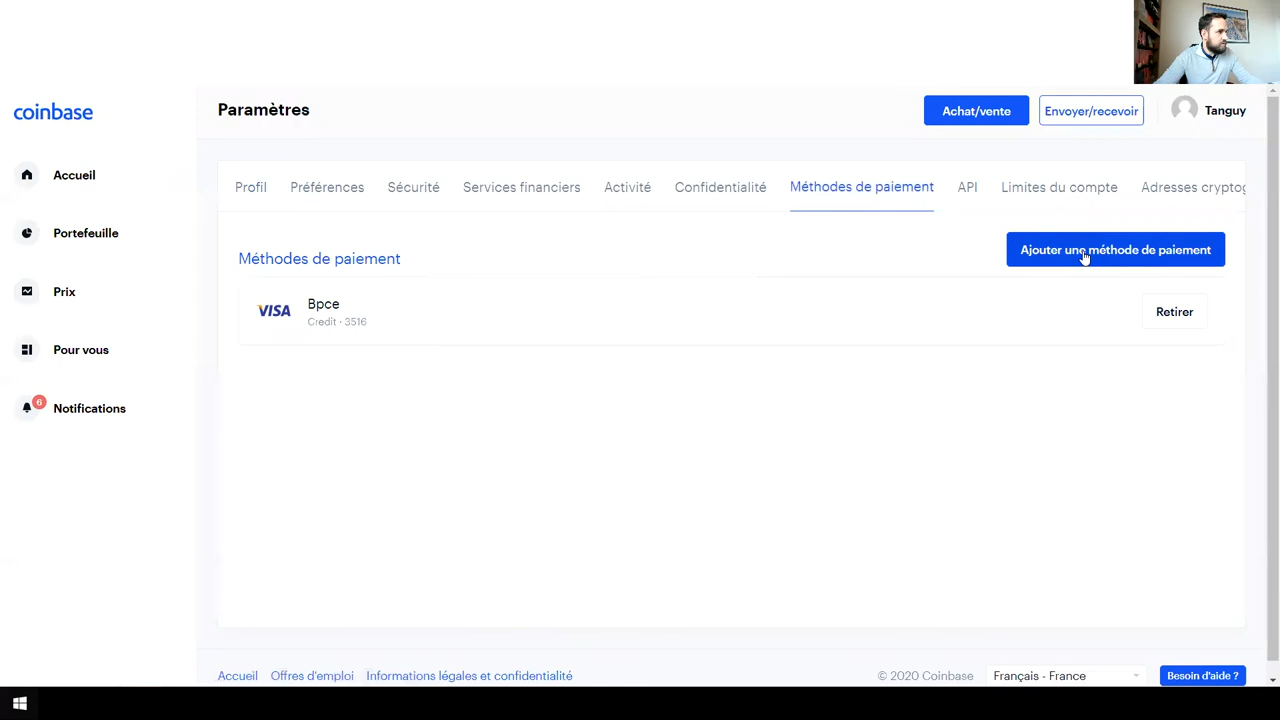 coinbase
Paramètres
Achat/vente
Envoyer/recevoir
Tanguy
Accueil
Portefeuille
Prix
Pour vous
6
Notifications
Profil
Préférences
Sécurité
Services financiers
Activité
Confidentialité
Méthodes de paiement
API
Limites du compte
Adresses cryptog
Méthodes de paiement
Ajouter une méthode de paiement
VISA
Bpce
Credit · 3516
Retirer
Accueil
Offres d'emploi
Informations légales et confidentialité
© 2020 Coinbase
Français - France
Besoin d'aide ?